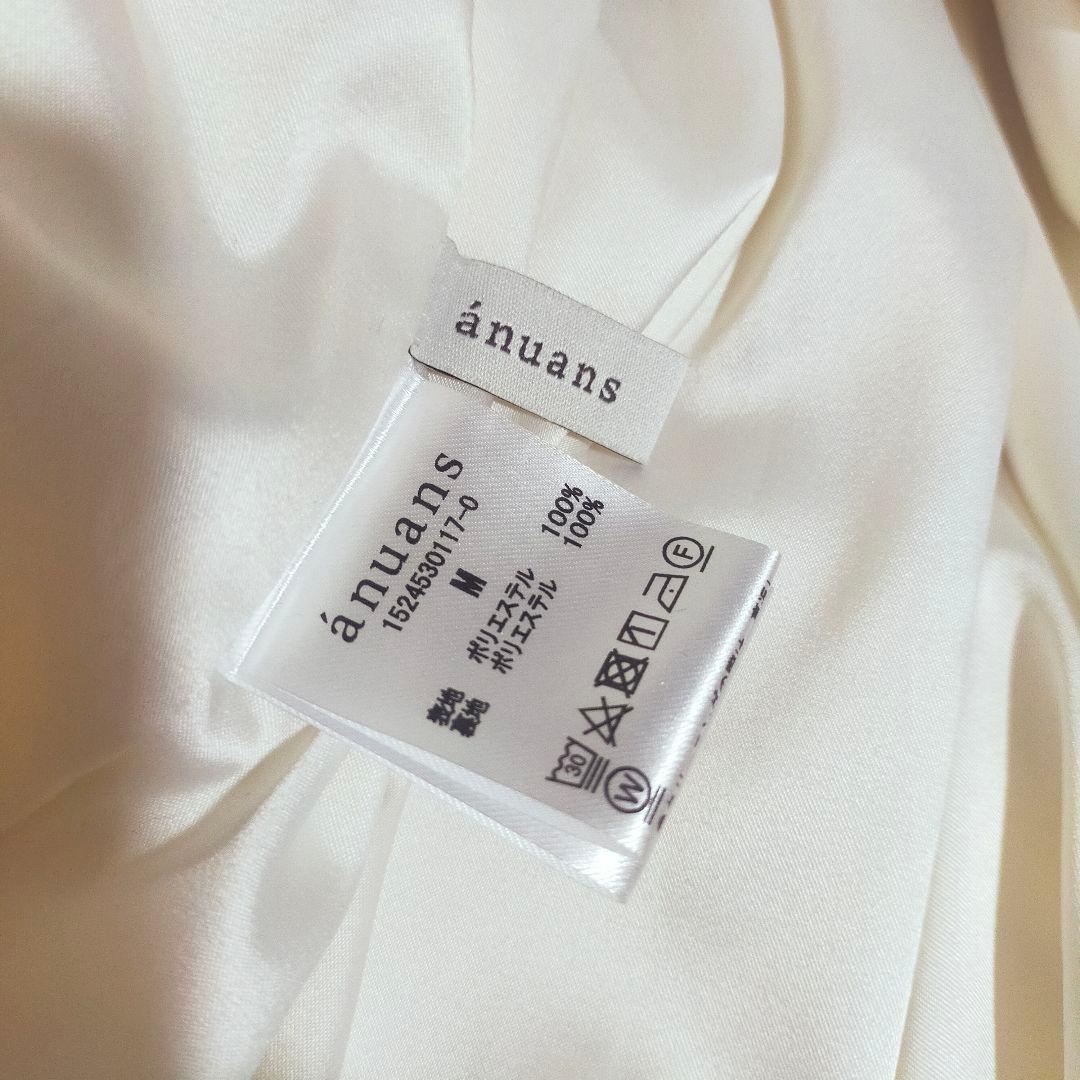 ánuans
ánuans
1524530117-0
M
表地 ポリエステル 100%
裏地 ポリエステル 100%
30
W
F